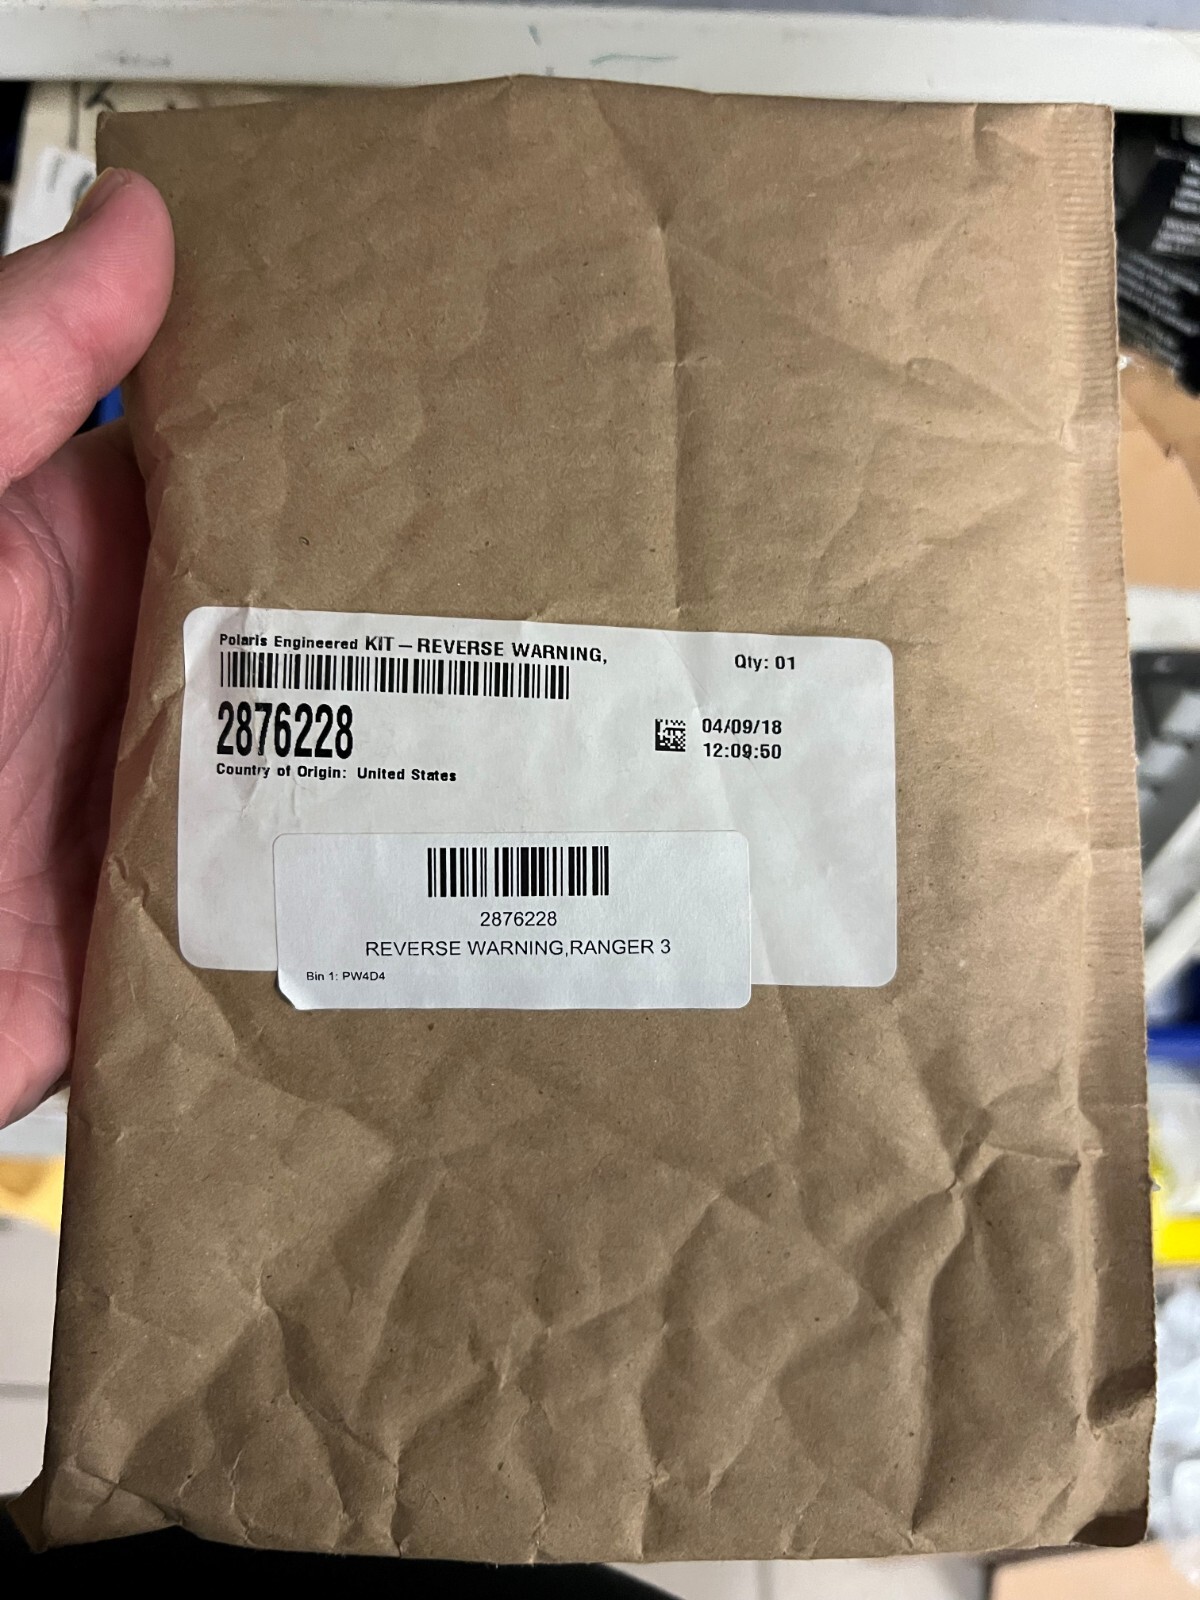 Polaris Engineered KIT – REVERSE WARNING,
Qty: 01
2876228
04/09/18
12:09:50
Country of Origin: United States
2876228
REVERSE WARNING,RANGER 3
Bin 1: PW4D4